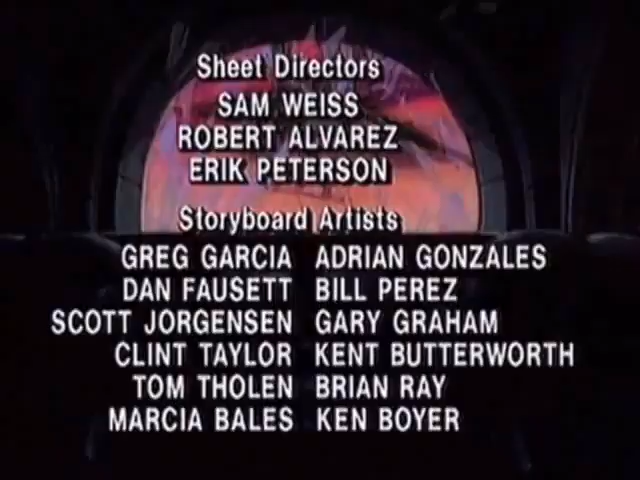 Sheet Directors
SAM WEISS
ROBERT ALVAREZ
ERIK PETERSON
Storyboard Artists
GREG GARCIA ADRIAN GONZALES
DAN FAUSETT BILL PEREZ
SCOTT JORGENSEN GARY GRAHAM
CLINT TAYLOR KENT BUTTERWORTH
TOM THOLEN BRIAN RAY
MARCIA BALES KEN BOYER